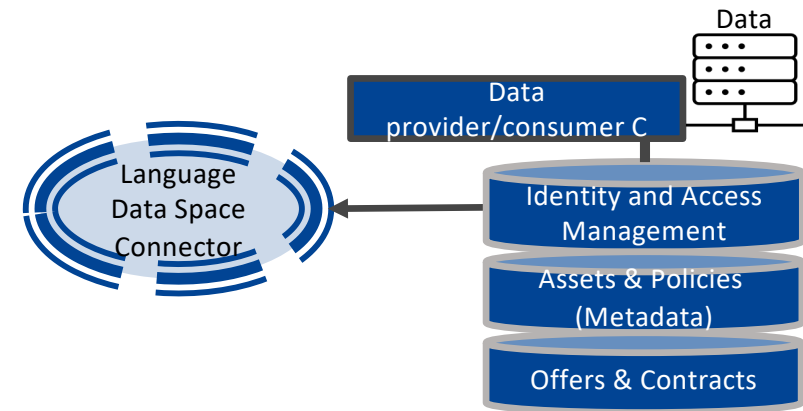 Data
Data
provider/consumer C
Language
Data Space
Connector
Identity and Access
Management
Assets & Policies
(Metadata)
Offers & Contracts